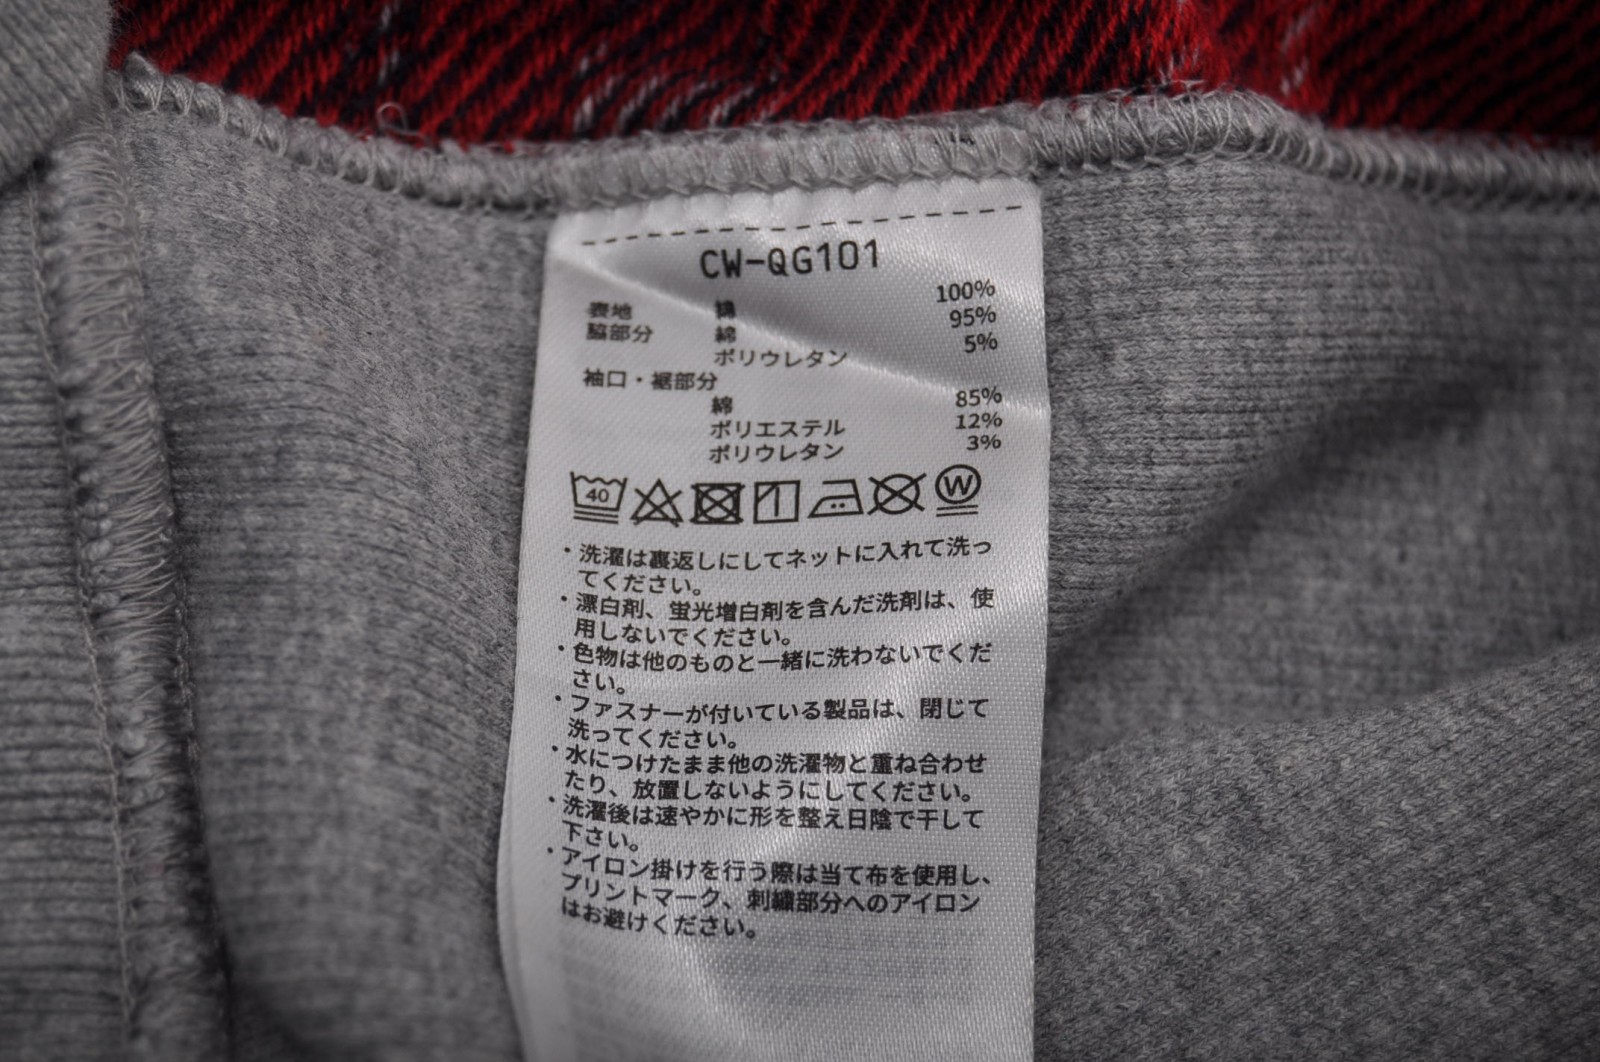 CW-QG101
表地 綿 100%
脇部分 綿 95%
ポリウレタン 5%
袖口・裾部分
綿 85%
ポリエステル 12%
ポリウレタン 3%
40 W
・洗濯は裏返しにしてネットに入れて洗っ
てください。
・漂白剤、蛍光増白剤を含んだ洗剤は、使
用しないでください。
・色物は他のものと一緒に洗わないでくだ
さい。
・ファスナーが付いている製品は、閉じて
洗ってください。
・水につけたまま他の洗濯物と重ね合わせ
たり、放置しないようにしてください。
・洗濯後は速やかに形を整え日陰で干して
下さい。
・アイロン掛けを行う際は当て布を使用し、
プリントマーク、刺繍部分へのアイロン
はお避けください。